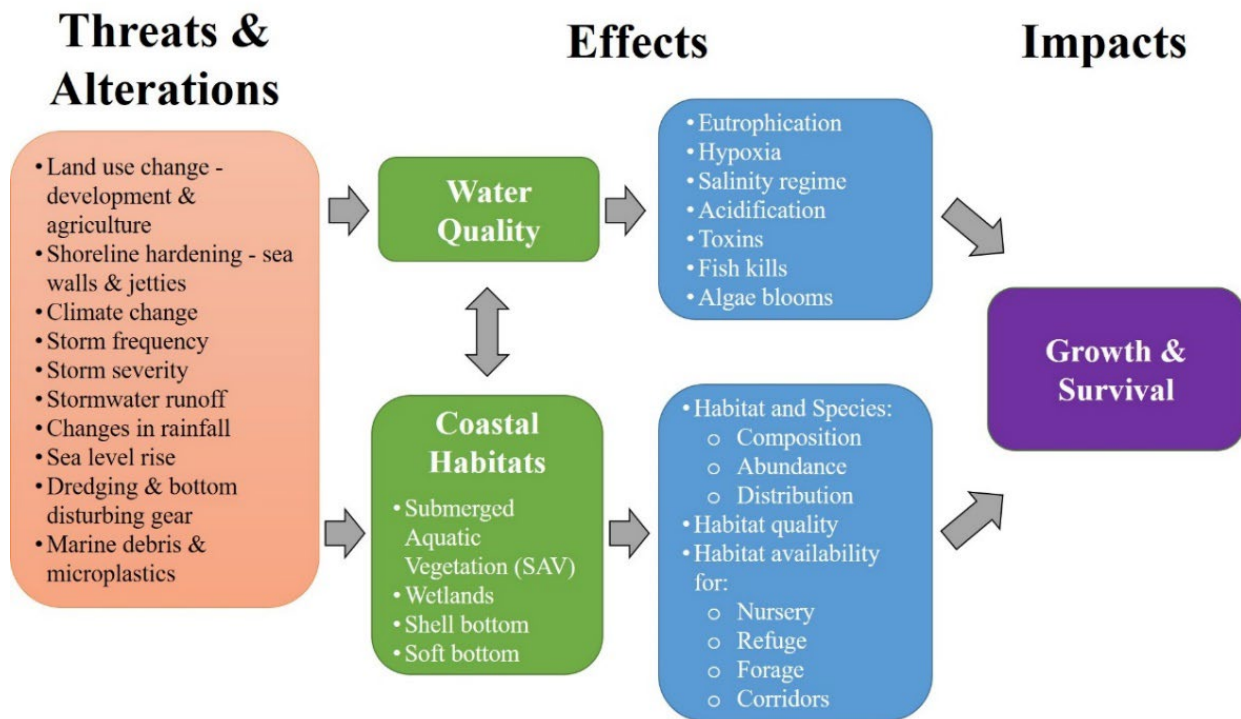 Threats &
Alterations
Effects
Impacts
• Land use change -
development &
agriculture
• Shoreline hardening - sea
walls & jetties
• Climate change
• Storm frequency
• Storm severity
• Stormwater runoff
• Changes in rainfall
• Sea level rise
• Dredging & bottom
disturbing gear
• Marine debris &
microplastics
Water
Quality
• Eutrophication
• Hypoxia
• Salinity regime
• Acidification
• Toxins
• Fish kills
• Algae blooms
Coastal
Habitats
• Submerged
Aquatic
Vegetation (SAV)
• Wetlands
• Shell bottom
• Soft bottom
• Habitat and Species:
o Composition
o Abundance
o Distribution
• Habitat quality
• Habitat availability
for:
o Nursery
o Refuge
o Forage
o Corridors
Growth &
Survival